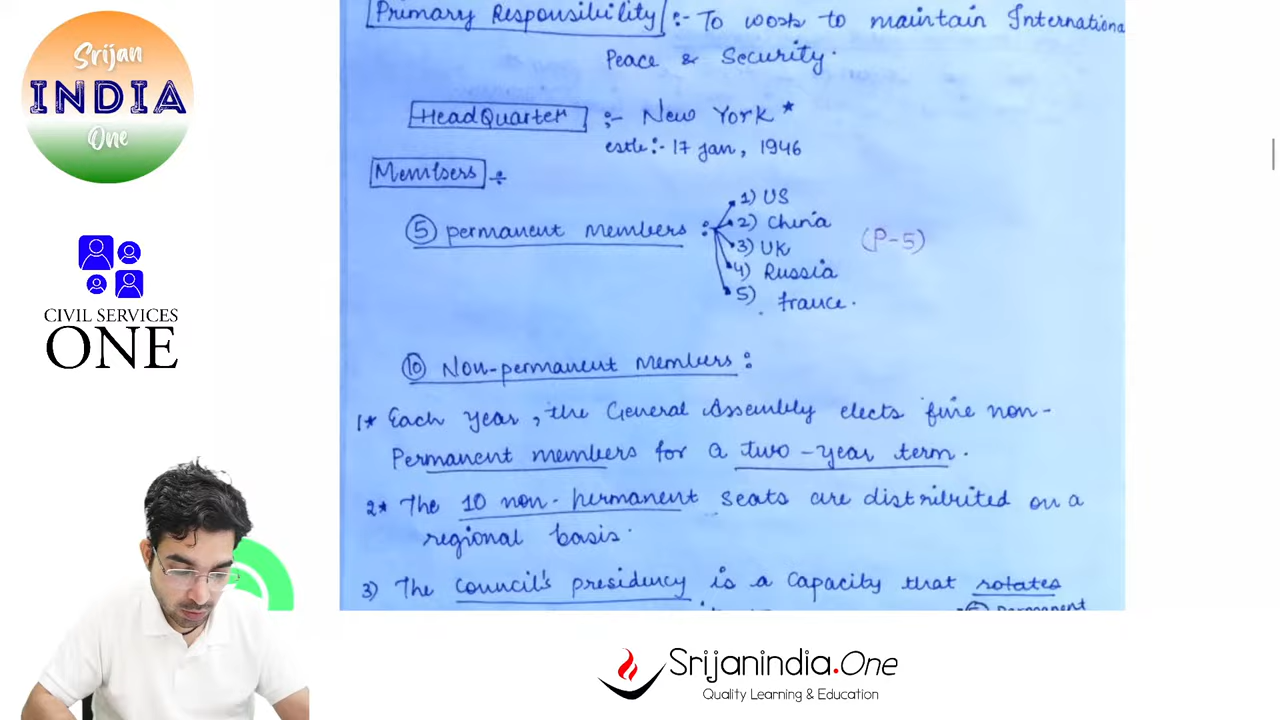 Srijan
INDIA
One
CIVIL SERVICES
ONE
Primary Responsibility :- To work to maintain Internationa
Peace & Security.
HeadQuarter :- New York *
estb:- 17 Jan, 1946
Members ÷
5 permanent members :
1) US
2) China
3) UK
4) Russia
5) france.
(P-5)
10 Non-permanent Members :
1* Each year, the General Assembly elects five non-
Permanent members for a two-year term.
2* The 10 non-permanent seats are distribrited on a
regional basis.
3) The council's presidency is a capacity that rotates
Srijanindia.One
Quality Learning & Education